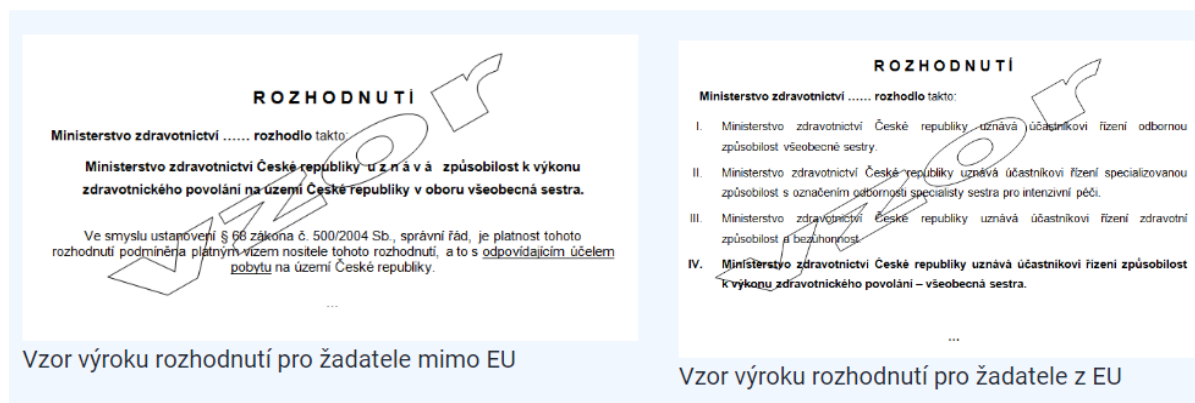 ROZHODNUTÍ
Ministerstvo zdravotnictví ...... rozhodlo takto:
Ministerstvo zdravotnictví České republiky u z n á v á způsobilost k výkonu
zdravotnického povolání na území České republiky v oboru všeobecná sestra.
Ve smyslu ustanovení § 68 zákona č. 500/2004 Sb., správní řád, je platnost tohoto
rozhodnutí podmíněna platným vízem nositele tohoto rozhodnutí, a to s odpovídajícím účelem
pobytu na území České republiky.
...
vzor
Vzor výroku rozhodnutí pro žadatele mimo EU
ROZHODNUTÍ
Ministerstvo zdravotnictví ...... rozhodlo takto:
I. Ministerstvo zdravotnictví České republiky uznává účastníkovi řízení odbornou
způsobilost všeobecné sestry.
II. Ministerstvo zdravotnictví České republiky uznává účastníkovi řízení specializovanou
způsobilost s označením odbornosti specialisty sestra pro intenzivní péči.
III. Ministerstvo zdravotnictví České republiky uznává účastníkovi řízení zdravotní
způsobilost a bezúhonnost.
IV. Ministerstvo zdravotnictví České republiky uznává účastníkovi řízení způsobilost
k výkonu zdravotnického povolání – všeobecná sestra.
...
vzor
Vzor výroku rozhodnutí pro žadatele z EU